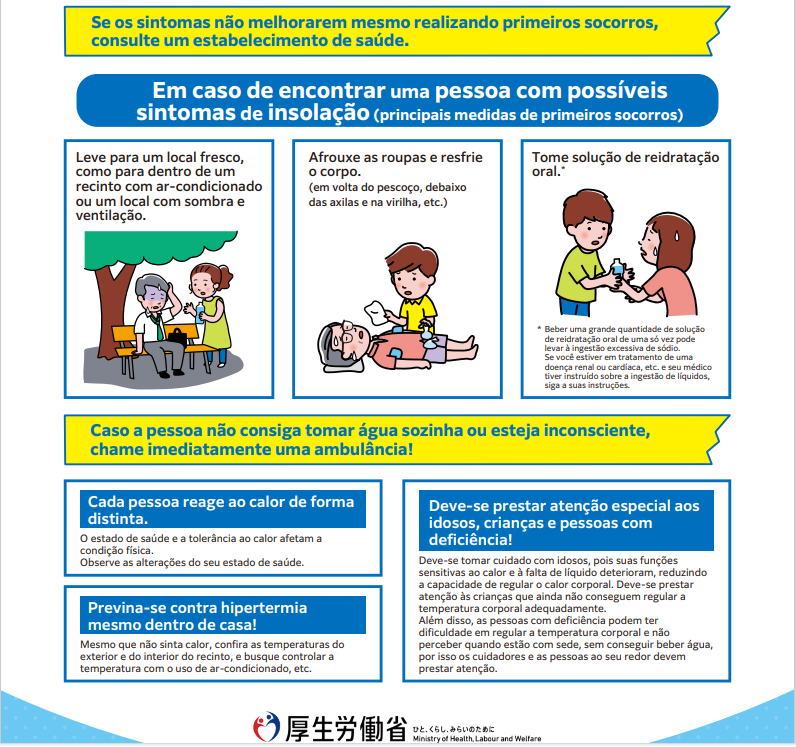 Se os sintomas não melhorarem mesmo realizando primeiros socorros,
consulte um estabelecimento de saúde.
Em caso de encontrar uma pessoa com possíveis
sintomas de insolação (principais medidas de primeiros socorros)
Leve para um local fresco,
como para dentro de um
recinto com ar-condicionado
ou um local com sombra e
ventilação.
Afrouxe as roupas e resfrie
o corpo.
(em volta do pescoço, debaixo
das axilas e na virilha, etc.)
Tome solução de reidratação
oral.*
* Beber uma grande quantidade de solução
de reidratação oral de uma só vez pode
levar à ingestão excessiva de sódio.
Se você estiver em tratamento de uma
doença renal ou cardíaca, etc. e seu médico
tiver instruído sobre a ingestão de líquidos,
siga a suas instruções.
Caso a pessoa não consiga tomar água sozinha ou esteja inconsciente,
chame imediatamente uma ambulância!
Cada pessoa reage ao calor de forma
distinta.
O estado de saúde e a tolerância ao calor afetam a
condição física.
Observe as alterações do seu estado de saúde.
Previna-se contra hipertermia
mesmo dentro de casa!
Mesmo que não sinta calor, confira as temperaturas do
exterior e do interior do recinto, e busque controlar a
temperatura com o uso de ar-condicionado, etc.
Deve-se prestar atenção especial aos
idosos, crianças e pessoas com
deficiência!
Deve-se tomar cuidado com idosos, pois suas funções
sensitivas ao calor e à falta de líquido deterioram, reduzindo
a capacidade de regular o calor corporal. Deve-se prestar
atenção às crianças que ainda não conseguem regular a
temperatura corporal adequadamente.
Além disso, as pessoas com deficiência podem ter
dificuldade em regular a temperatura corporal e não
perceber quando estão com sede, sem conseguir beber água,
por isso os cuidadores e as pessoas ao seu redor devem
prestar atenção.
厚生労働省
ひと、くらし、みらいのために
Ministry of Health, Labour and Welfare